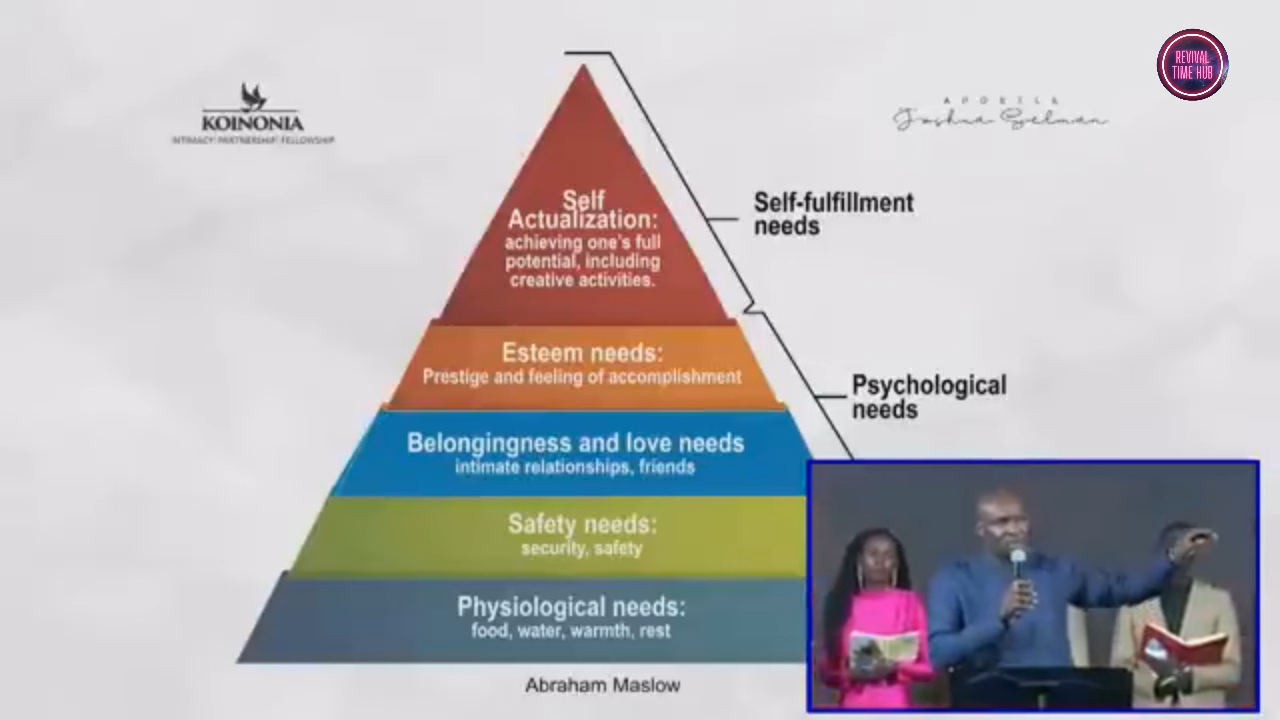 REVIVAL
TIME HUB
KOINONIA
INTIMACY| PARTNERSHIP| FELLOWSHIP
APOSTLE
Joshua Selman
Self
Actualization:
achieving one's full
potential, including
creative activities.
Self-fulfillment
needs
Esteem needs:
Prestige and feeling of accomplishment
Psychological
needs
Belongingness and love needs
intimate relationships, friends
Safety needs:
security, safety
Physiological needs:
food, water, warmth, rest
Abraham Maslow